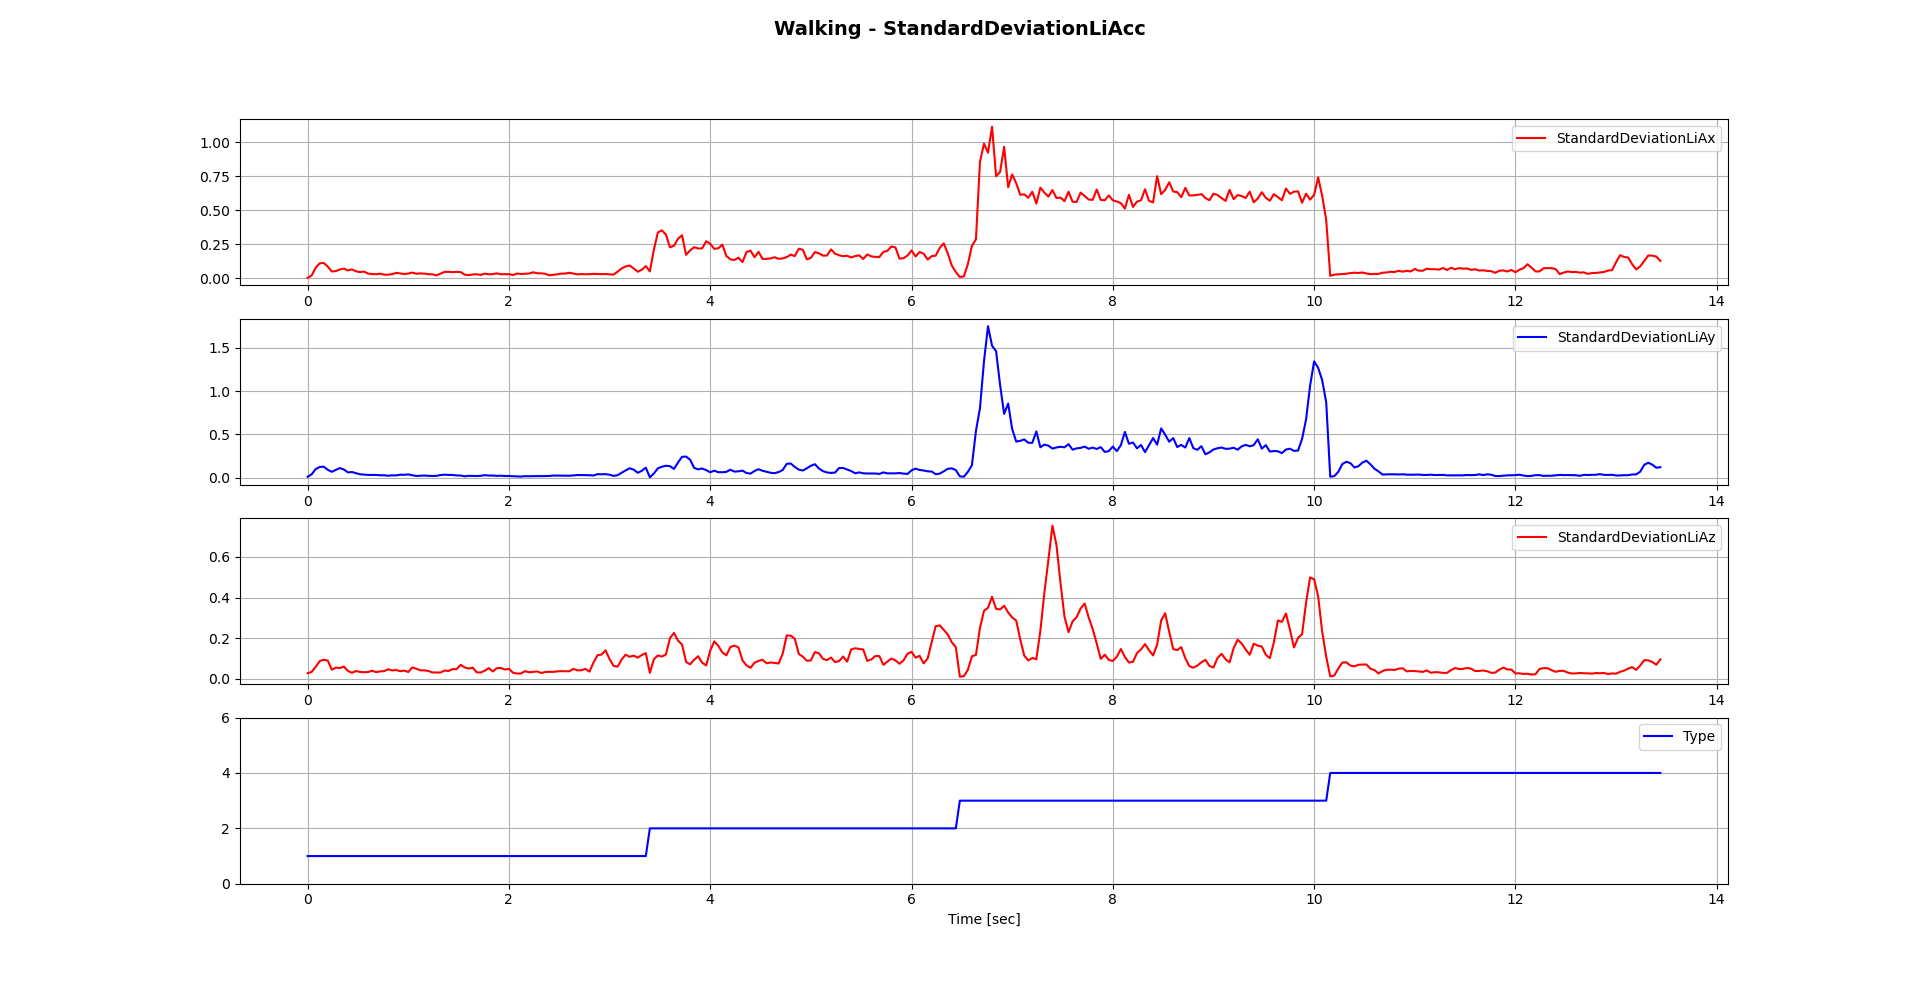 Walking - StandardDeviationLiAcc
StandardDeviationLiAx
1.00
0.75
0.50
0.25
0.00
0 2 4 6 8 10 12 14
StandardDeviationLiAy
1.5
1.0
0.5
0.0
0 2 4 6 8 10 12 14
StandardDeviationLiAz
0.6
0.4
0.2
0.0
0 2 4 6 8 10 12 14
6
Type
4
2
0
0 2 4 6 8 10 12 14
Time [sec]